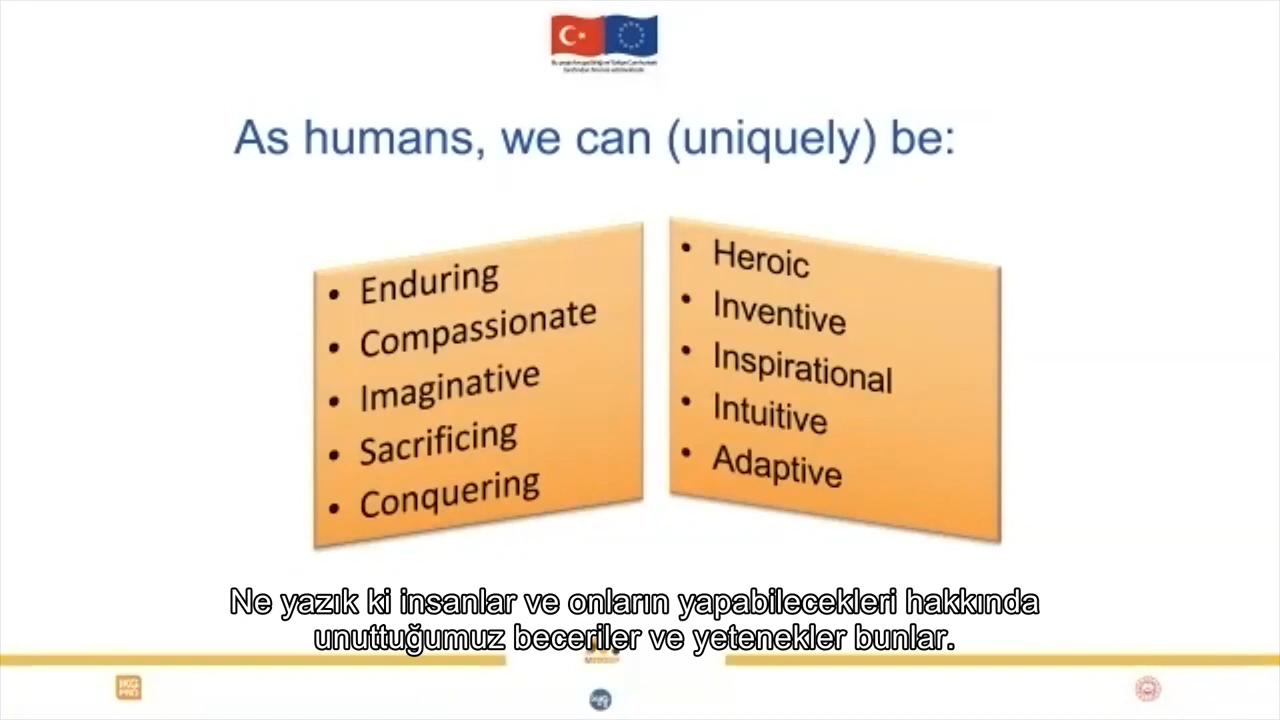 As humans, we can (uniquely) be:
• Enduring
• Compassionate
• Imaginative
• Sacrificing
• Conquering
• Heroic
• Inventive
• Inspirational
• Intuitive
• Adaptive
Ne yazık ki insanlar ve onların yapabilecekleri hakkında
unuttuğumuz beceriler ve yetenekler bunlar.